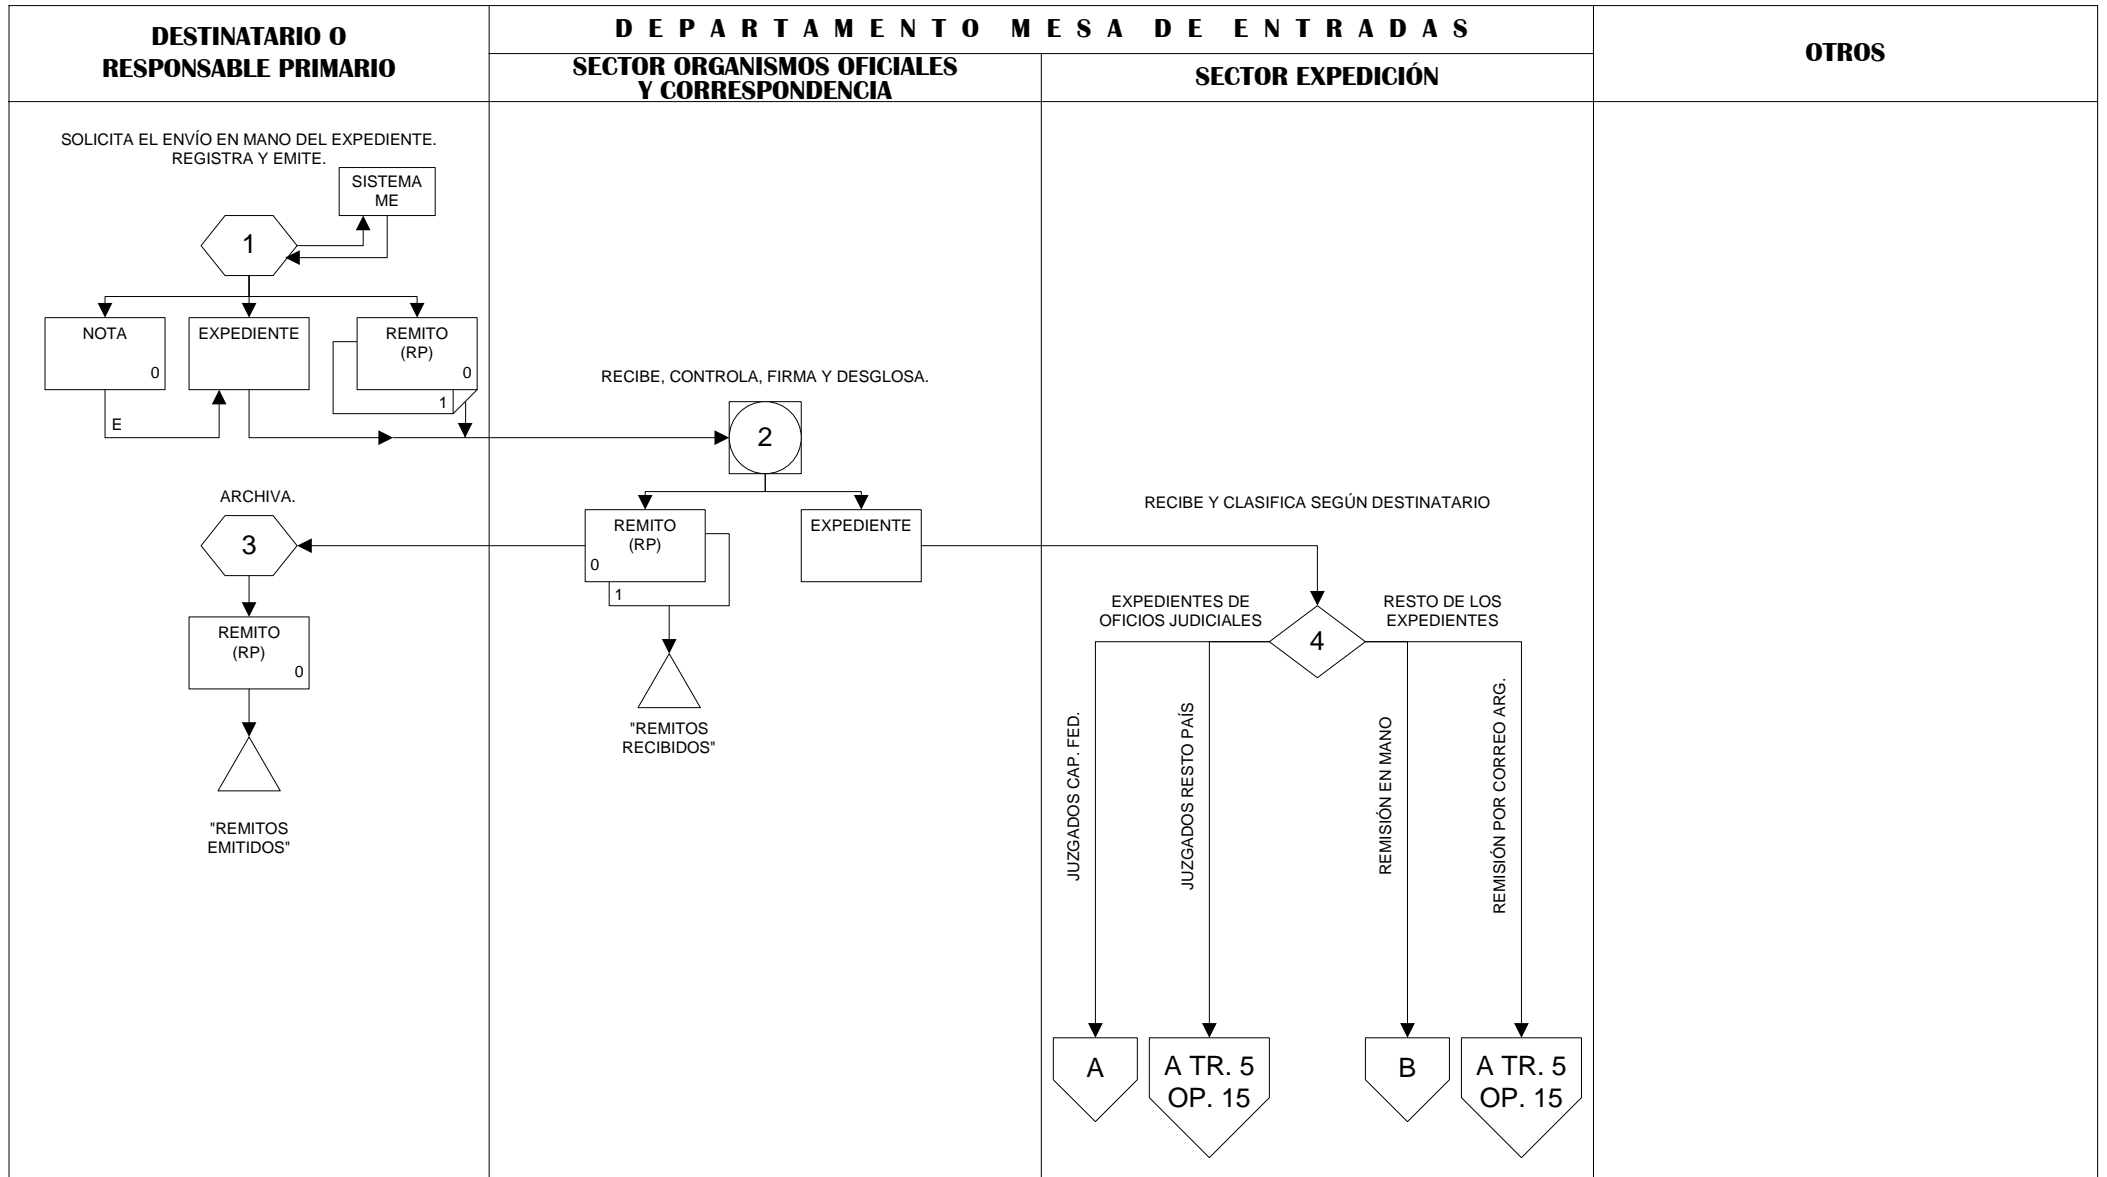 DESTINATARIO O
RESPONSABLE PRIMARIO
DEPARTAMENTO MESA DE ENTRADAS
SECTOR ORGANISMOS OFICIALES
Y CORRESPONDENCIA
SECTOR EXPEDICIÓN
OTROS
SOLICITA EL ENVÍO EN MANO DEL EXPEDIENTE.
REGISTRA Y EMITE.
SISTEMA
ME
1
NOTA
0
EXPEDIENTE
REMITO
(RP)
0
1
E
RECIBE, CONTROLA, FIRMA Y DESGLOSA.
2
ARCHIVA.
3
REMITO
(RP)
0
1
EXPEDIENTE
RECIBE Y CLASIFICA SEGÚN DESTINATARIO
REMITO
(RP)
0
"REMITOS
EMITIDOS"
"REMITOS
RECIBIDOS"
EXPEDIENTES DE
OFICIOS JUDICIALES
4
RESTO DE LOS
EXPEDIENTES
JUZGADOS CAP. FED.
JUZGADOS RESTO PAÍS
REMISIÓN EN MANO
REMISIÓN POR CORREO ARG.
A
A TR. 5
OP. 15
B
A TR. 5
OP. 15